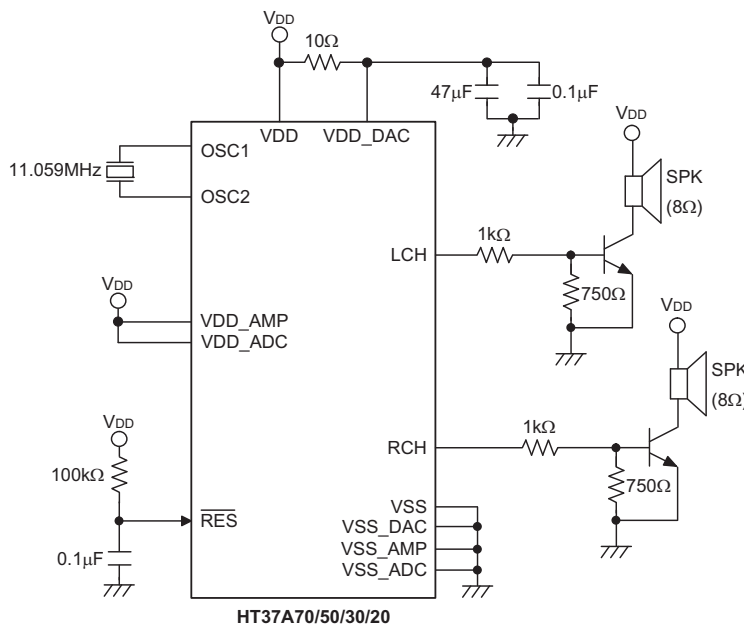 VDD
10Ω
47μF
0.1μF
VDD
VDD
VDD_DAC
OSC1
11.059MHz
OSC2
SPK
(8Ω)
1kΩ
LCH
750Ω
VDD
VDD
VDD_AMP
VDD_ADC
SPK
(8Ω)
VDD
1kΩ
RCH
100kΩ
750Ω
RES
VSS
VSS_DAC
VSS_AMP
VSS_ADC
0.1μF
HT37A70/50/30/20